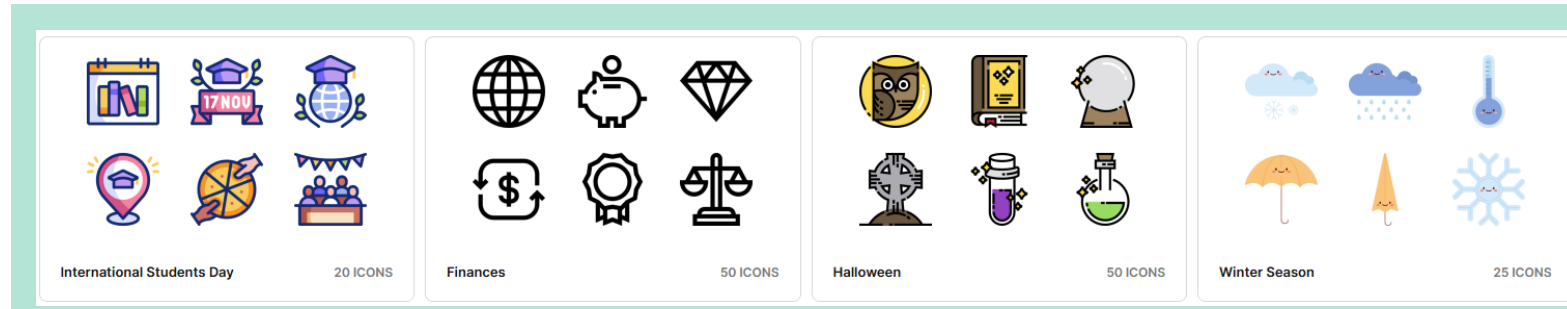 17NOV
$
International Students Day 20 ICONS
Finances 50 ICONS
Halloween 50 ICONS
Winter Season 25 ICONS